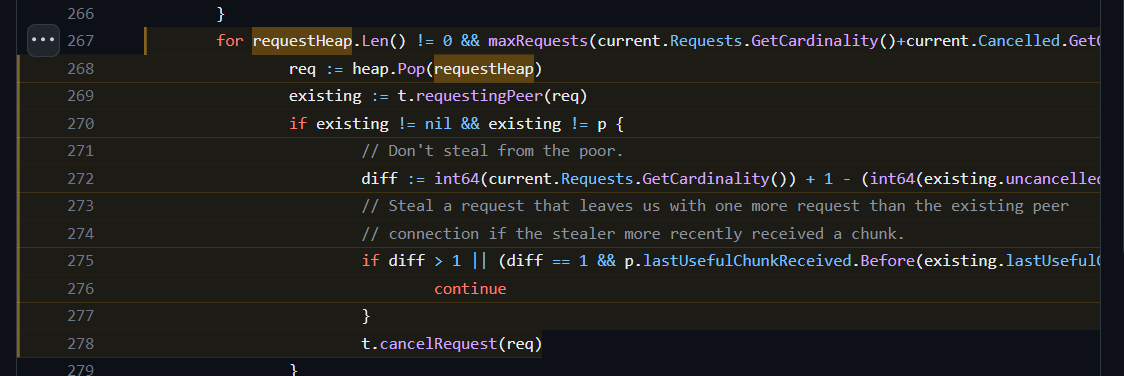 266 }
267 for requestHeap.Len() != 0 && maxRequests(current.Requests.GetCardinality()+current.Cancelled.Get
268 req := heap.Pop(requestHeap)
269 existing := t.requestingPeer(req)
270 if existing != nil && existing != p {
271 // Don't steal from the poor.
272 diff := int64(current.Requests.GetCardinality()) + 1 - (int64(existing.uncancelled
273 // Steal a request that leaves us with one more request than the existing peer
274 // connection if the stealer more recently received a chunk.
275 if diff > 1 || (diff == 1 && p.lastUsefulChunkReceived.Before(existing.lastUseful
276 continue
277 }
278 t.cancelRequest(req)
279 }